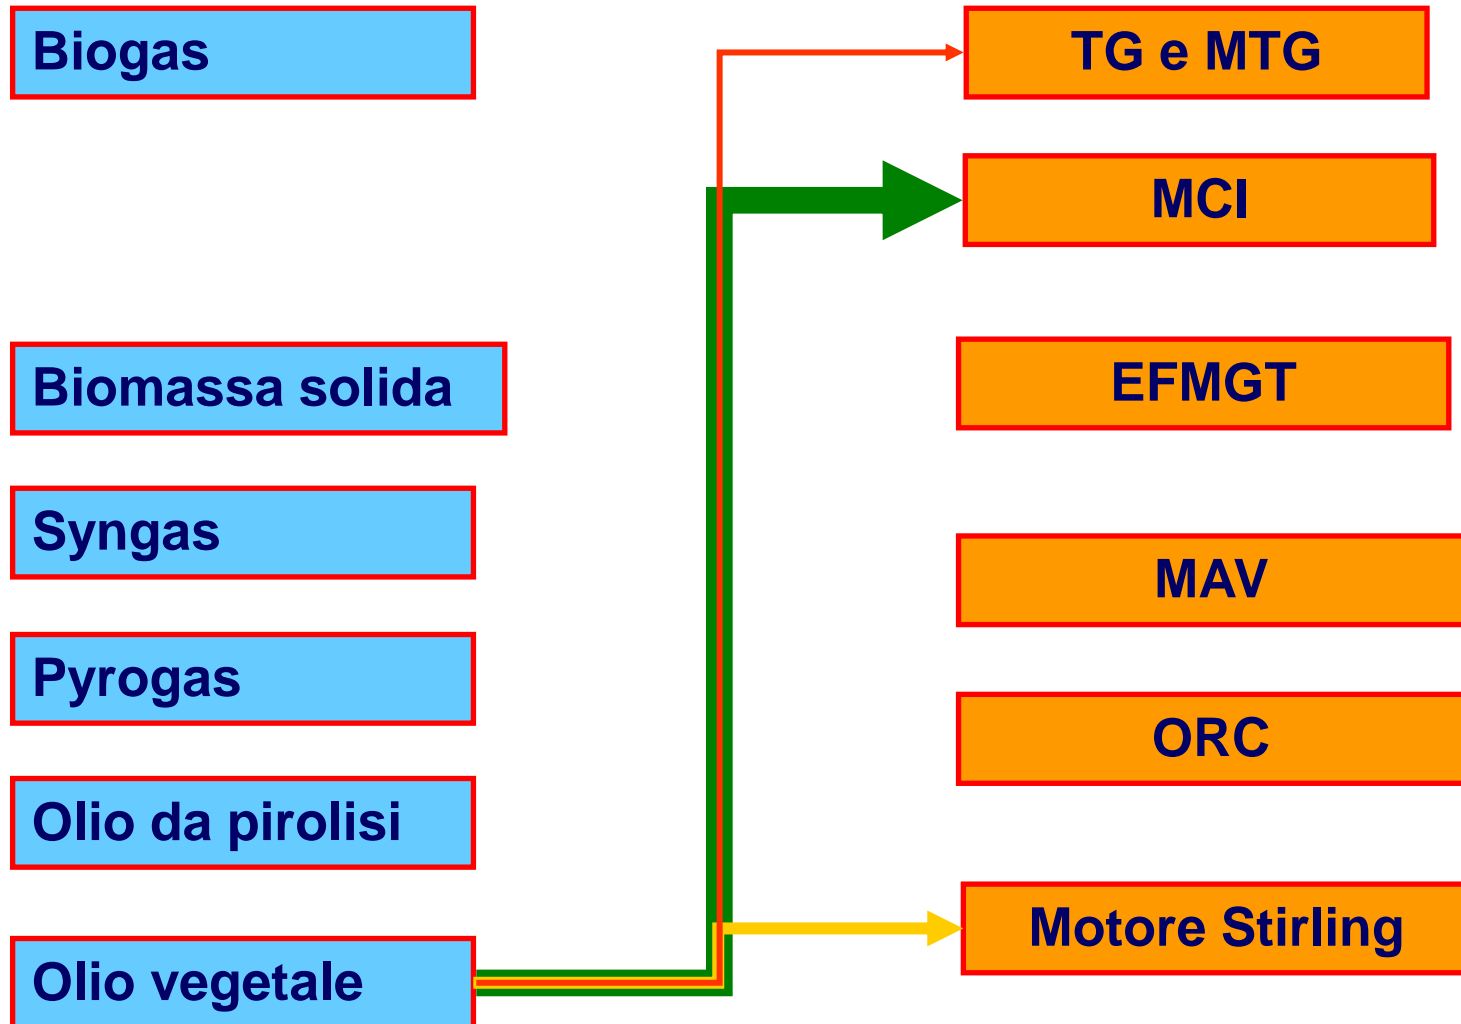 Biogas
TG e MTG
MCI
Biomassa solida
EFMGT
Syngas
MAV
Pyrogas
ORC
Olio da pirolisi
Motore Stirling
Olio vegetale